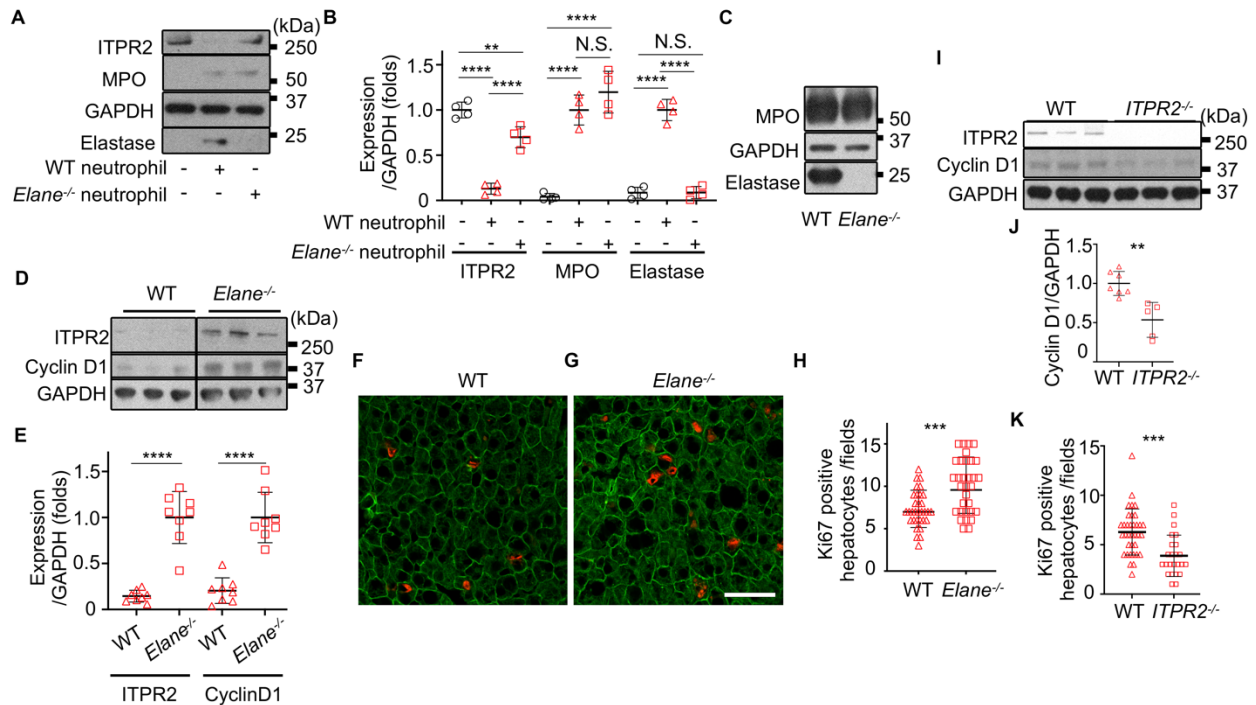 A
(kDa)
ITPR2
250
MPO
50
GAPDH
37
Elastase
25
WT neutrophil - + -
Elane-/- neutrophil - - +
B
Expression
/GAPDH (folds)
1.5
1.0
0.5
0
**
****
****
****
****
N.S.
N.S.
****
****
WT neutrophil - + - - + - - + -
Elane-/- neutrophil - - + - - + - - +
ITPR2 MPO Elastase
C
MPO
50
GAPDH
37
Elastase
25
WT Elane-/-
D
WT Elane-/-
(kDa)
ITPR2
250
Cyclin D1
37
GAPDH
37
E
Expression
/GAPDH (folds)
1.5
1.0
0.5
0
**** ****
WT Elane-/- WT Elane-/-
ITPR2 CyclinD1
F
WT
G
Elane-/-
H
Ki67 positive
hepatocytes /fields
20
15
10
5
0
***
WT Elane-/-
I
WT ITPR2-/-
(kDa)
ITPR2
250
Cyclin D1
37
GAPDH
37
J
Cyclin D1/GAPDH
1.0
0.5
0
**
WT ITPR2-/-
K
Ki67 positive
hepatocytes /fields
15
10
5
0
***
WT ITPR2-/-